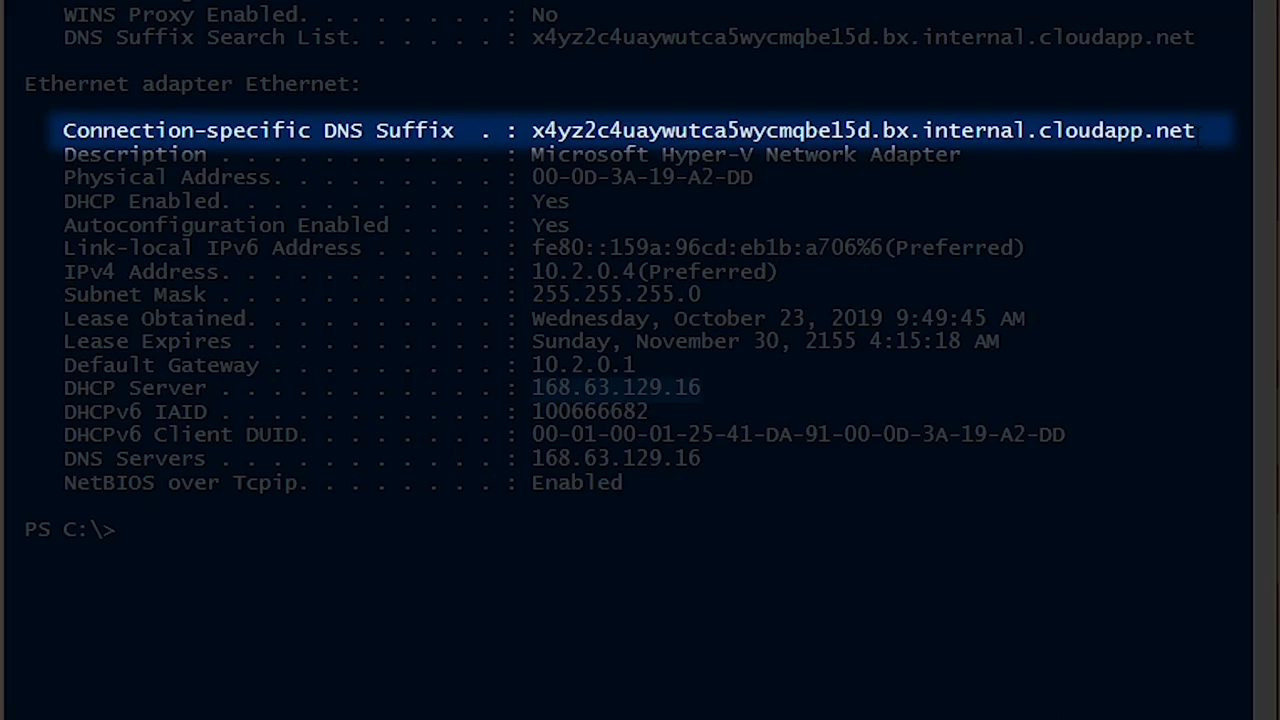 WINS Proxy Enabled. . . . . . . . : No
DNS Suffix Search List. . . . . . : x4yz2c4uaywutca5wycmqbe15d.bx.internal.cloudapp.net
Ethernet adapter Ethernet:
Connection-specific DNS Suffix . : x4yz2c4uaywutca5wycmqbe15d.bx.internal.cloudapp.net
Description . . . . . . . . . . . : Microsoft Hyper-V Network Adapter
Physical Address. . . . . . . . . : 00-0D-3A-19-A2-DD
DHCP Enabled. . . . . . . . . . . : Yes
Autoconfiguration Enabled . . . . : Yes
Link-local IPv6 Address . . . . . : fe80::159a:96cd:eb1b:a706%6(Preferred)
IPv4 Address. . . . . . . . . . . : 10.2.0.4(Preferred)
Subnet Mask . . . . . . . . . . . : 255.255.255.0
Lease Obtained. . . . . . . . . . : Wednesday, October 23, 2019 9:49:45 AM
Lease Expires . . . . . . . . . . : Sunday, November 30, 2155 4:15:18 AM
Default Gateway . . . . . . . . . : 10.2.0.1
DHCP Server . . . . . . . . . . . : 168.63.129.16
DHCPv6 IAID . . . . . . . . . . . : 100666682
DHCPv6 Client DUID. . . . . . . . : 00-01-00-01-25-41-DA-91-00-0D-3A-19-A2-DD
DNS Servers . . . . . . . . . . . : 168.63.129.16
NetBIOS over Tcpip. . . . . . . . : Enabled
PS C:\>